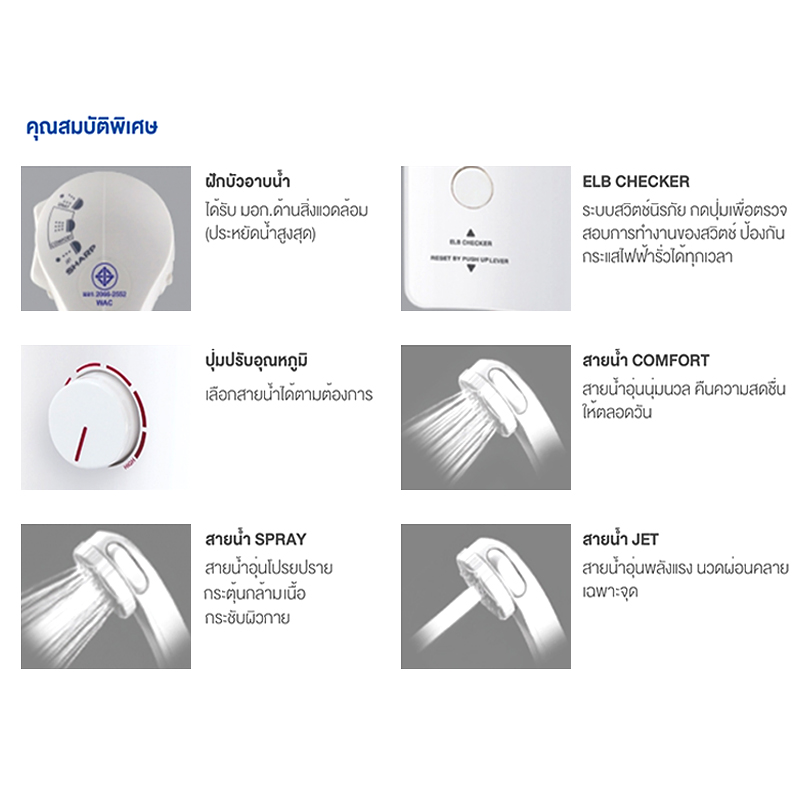 คุณสมบัติพิเศษ
ฝักบัวอาบน้ำ
ได้รับ มอก.ด้านสิ่งแวดล้อม
(ประหยัดน้ำสูงสุด)
COMFORT
JET
SHARP
มอก.2066-2552
WAC
ELB CHECKER
ระบบสวิตช์นิรภัย กดปุ่มเพื่อตรวจ
สอบการทำงานของสวิตช์ ป้องกัน
กระแสไฟฟ้ารั่วได้ทุกเวลา
ELB CHECKER
RESET BY PUSH UP LEVER
ปุ่มปรับอุณหภูมิ
เลือกสายน้ำได้ตามต้องการ
HIGH
สายน้ำ COMFORT
สายน้ำอุ่นนุ่มนวล คืนความสดชื่น
ให้ตลอดวัน
สายน้ำ SPRAY
สายน้ำอุ่นโปรยปราย
กระตุ้นกล้ามเนื้อ
กระชับผิวกาย
สายน้ำ JET
สายน้ำอุ่นพลังแรง นวดผ่อนคลาย
เฉพาะจุด